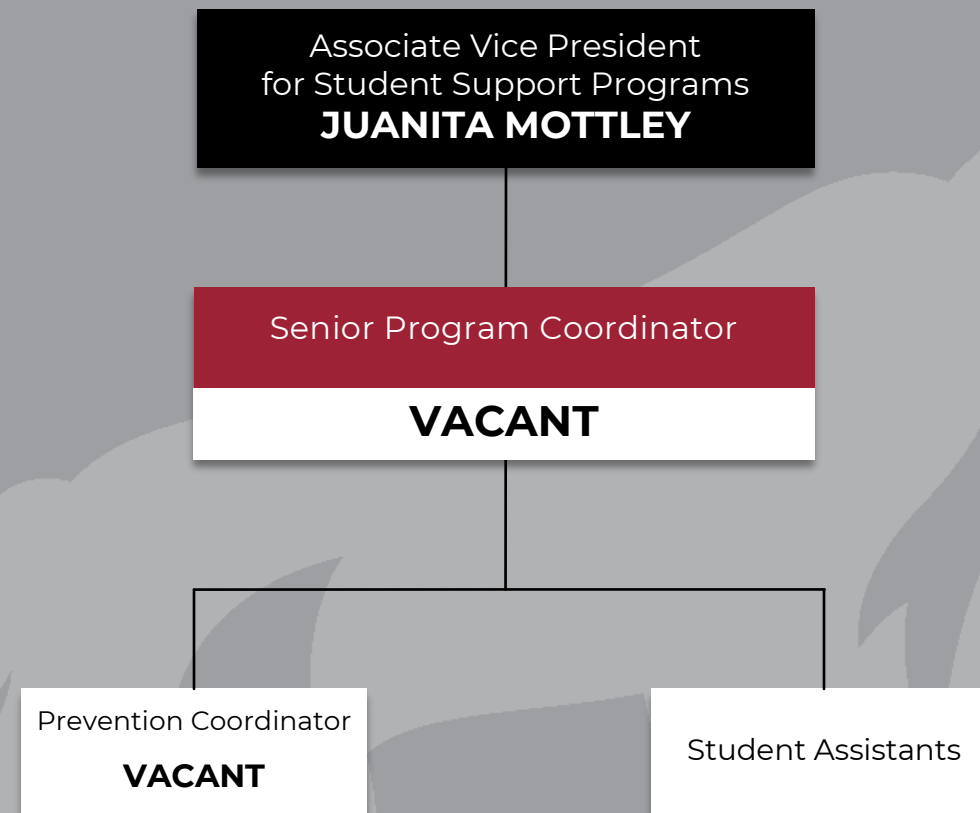 Associate Vice President
for Student Support Programs
JUANITA MOTTLEY
Senior Program Coordinator
VACANT
Prevention Coordinator
VACANT
Student Assistants